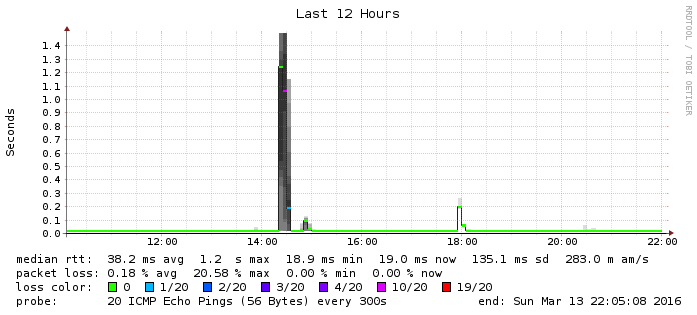 Last 12 Hours
RRDTOOL / TOBI OETIKER
Seconds
1.4
1.3
1.2
1.1
1.0
0.9
0.8
0.7
0.6
0.5
0.4
0.3
0.2
0.1
0.0
12:00 14:00 16:00 18:00 20:00 22:00
median rtt: 38.2 ms avg 1.2 s max 18.9 ms min 19.0 ms now 135.1 ms sd 283.0 m am/s
packet loss: 0.18 % avg 20.58 % max 0.00 % min 0.00 % now
loss color: 0 1/20 2/20 3/20 4/20 10/20 19/20
probe: 20 ICMP Echo Pings (56 Bytes) every 300s end: Sun Mar 13 22:05:08 2016